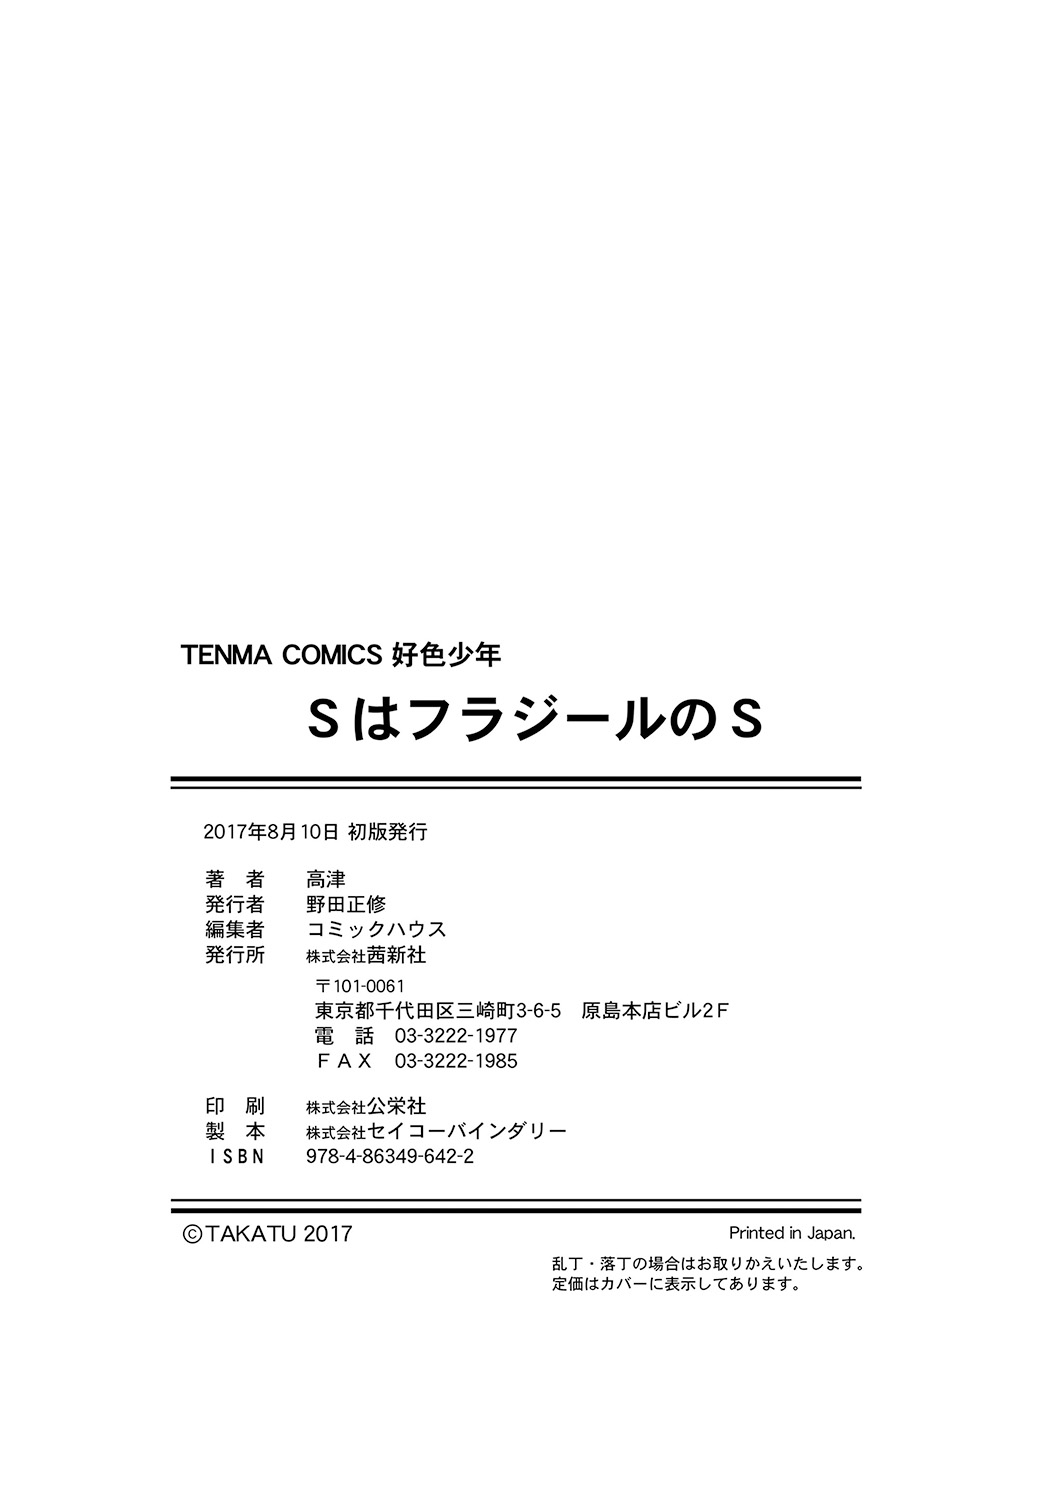 TENMA COMICS 好色少年
SはフラジールのS
2017年8月10日 初版発行
著　者　　高津
発行者　　野田正修
編集者　　コミックハウス
発行所　　株式会社茜新社
〒101-0061
東京都千代田区三崎町3-6-5　原島本店ビル2F
電　話　03-3222-1977
FAX　03-3222-1985
印　刷　　株式会社公栄社
製　本　　株式会社セイコーバインダリー
ISBN　　978-4-86349-642-2
©TAKATU 2017　　Printed in Japan.
乱丁・落丁の場合はお取りかえいたします。
定価はカバーに表示してあります。